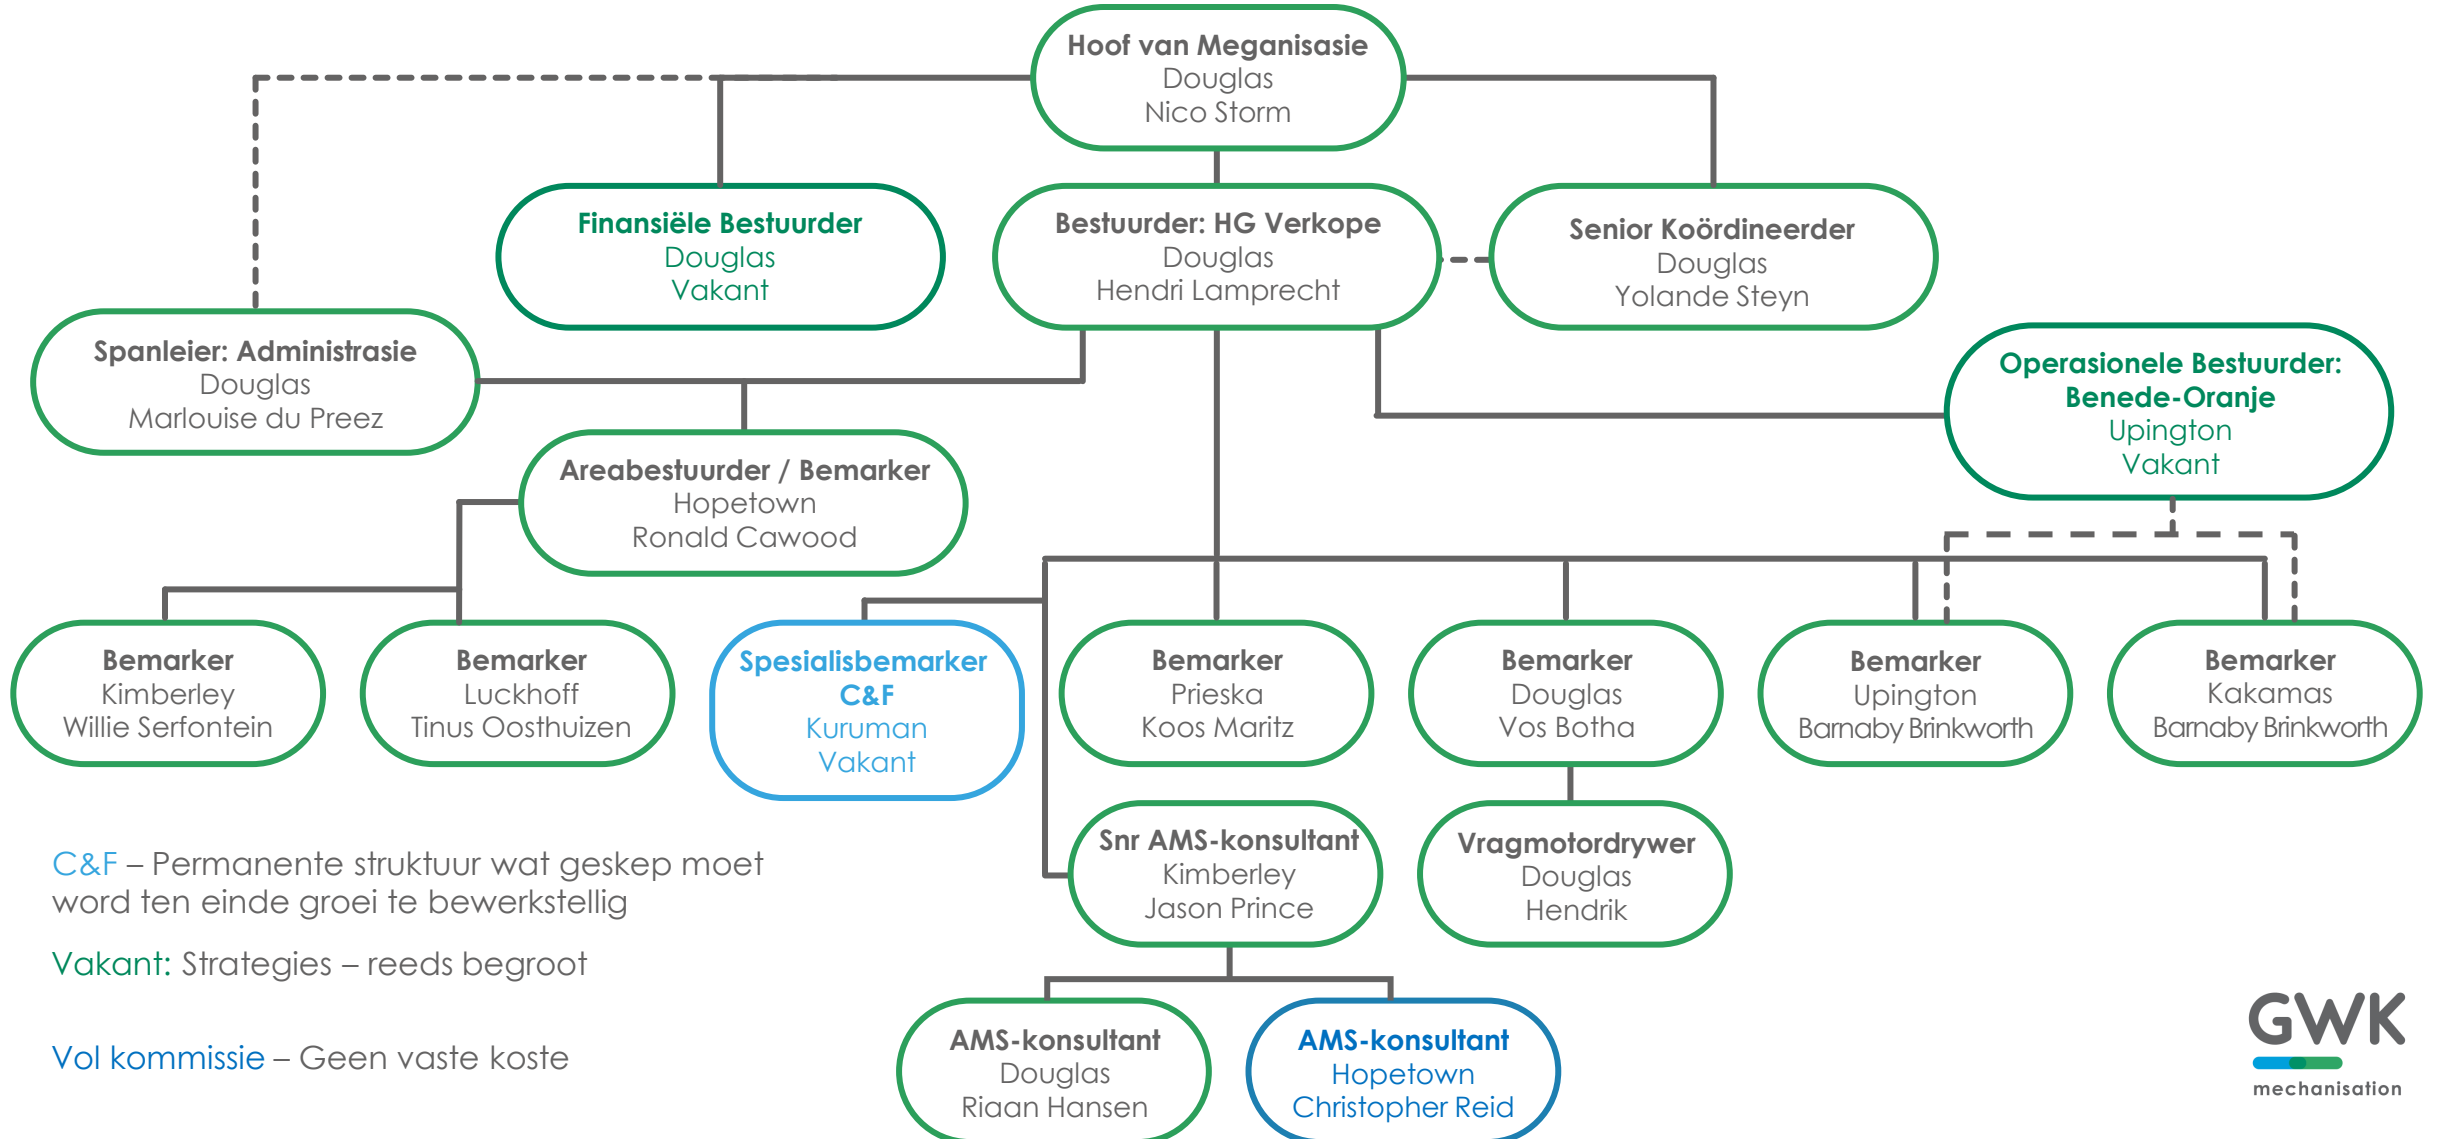 Hoof van Meganisasie
Douglas
Nico Storm
Finansiële Bestuurder
Douglas
Vakant
Bestuurder: HG Verkope
Douglas
Hendri Lamprecht
Senior Koördineerder
Douglas
Yolande Steyn
Spanleier: Administrasie
Douglas
Marlouise du Preez
Operasionele Bestuurder:
Benede-Oranje
Upington
Vakant
Areabestuurder / Bemarker
Hopetown
Ronald Cawood
Bemarker
Kimberley
Willie Serfontein
Bemarker
Luckhoff
Tinus Oosthuizen
Spesialisbemarker
C&F
Kuruman
Vakant
Bemarker
Prieska
Koos Maritz
Bemarker
Douglas
Vos Botha
Bemarker
Upington
Barnaby Brinkworth
Bemarker
Kakamas
Barnaby Brinkworth
Snr AMS-konsultant
Kimberley
Jason Prince
Vragmotordrywer
Douglas
Hendrik
C&F – Permanente struktuur wat geskep moet
word ten einde groei te bewerkstellig
Vakant: Strategies – reeds begroot
Vol kommissie – Geen vaste koste
AMS-konsultant
Douglas
Riaan Hansen
AMS-konsultant
Hopetown
Christopher Reid
GWK
mechanisation